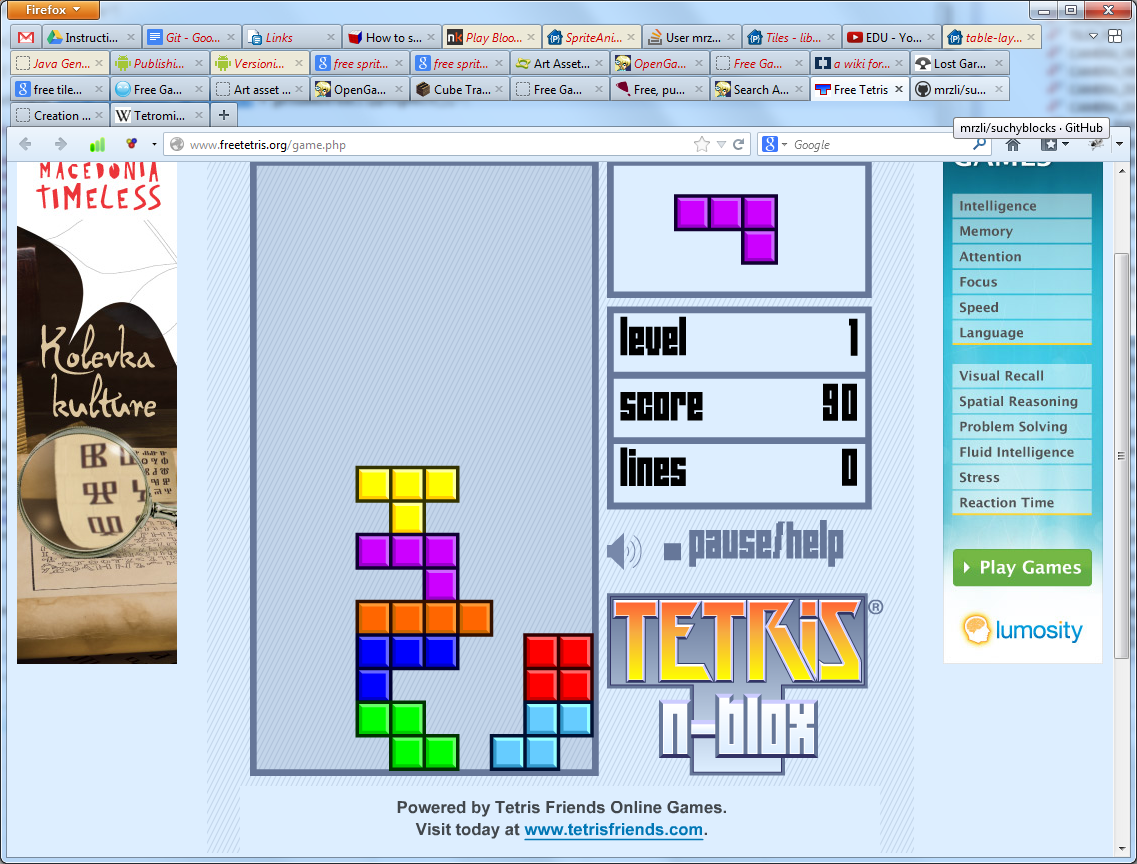 Firefox
Instructi...
Git - Goo...
Links
How to s...
Play Bloo...
SpriteAni...
User mrz...
Tiles - lib...
EDU - Yo...
table-lay...
Java Gen...
Publishi...
Versioni...
free sprit...
free sprit...
Art Asset...
OpenGa...
Free Ga...
a wiki for...
Lost Gar...
free tile...
Free Ga...
Art asset ...
OpenGa...
Cube Tra...
Free Ga...
Free, pu...
Search A...
Free Tetris
mrzli/su...
Creation ...
W Tetromi...
mrzli/suchyblocks · GitHub
www.freetetris.org/game.php
Google
MACEDONIA
TIMELESS
Kolevka
kulture
level 1
score 90
lines 0
pause/help
TETRIS®
n-blox
Powered by Tetris Friends Online Games.
Visit today at www.tetrisfriends.com.
GAMES
Intelligence
Memory
Attention
Focus
Speed
Language
Visual Recall
Spatial Reasoning
Problem Solving
Fluid Intelligence
Stress
Reaction Time
Play Games
lumosity